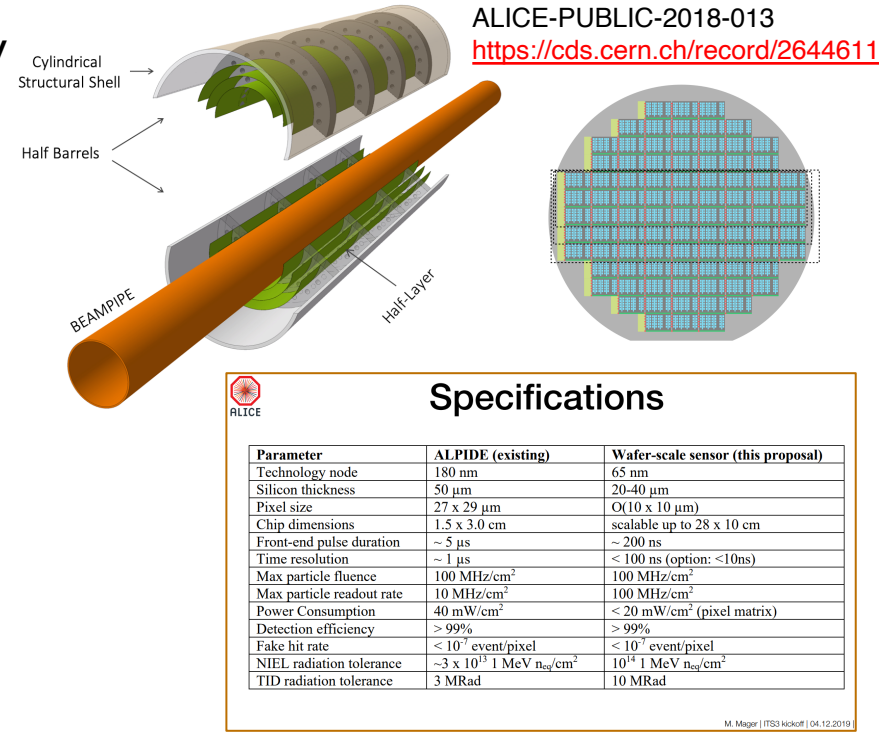 y
ALICE-PUBLIC-2018-013
https://cds.cern.ch/record/2644611
Cylindrical
Structural Shell
Half Barrels
Half-Layer
BEAMPIPE
ALICE
Specifications
Parameter ALPIDE (existing) Wafer-scale sensor (this proposal)
Technology node 180 nm 65 nm
Silicon thickness 50 µm 20-40 µm
Pixel size 27 x 29 µm O(10 x 10 µm)
Chip dimensions 1.5 x 3.0 cm scalable up to 28 x 10 cm
Front-end pulse duration ~ 5 µs ~ 200 ns
Time resolution ~ 1 µs < 100 ns (option: <10ns)
Max particle fluence 100 MHz/cm² 100 MHz/cm²
Max particle readout rate 10 MHz/cm² 100 MHz/cm²
Power Consumption 40 mW/cm² < 20 mW/cm² (pixel matrix)
Detection efficiency > 99% > 99%
Fake hit rate < 10⁻⁷ event/pixel < 10⁻⁷ event/pixel
NIEL radiation tolerance ~3 x 10¹³ 1 MeV nₑq/cm² 10¹⁴ 1 MeV nₑq/cm²
TID radiation tolerance 3 MRad 10 MRad
M. Mager | ITS3 kickoff | 04.12.2019 |